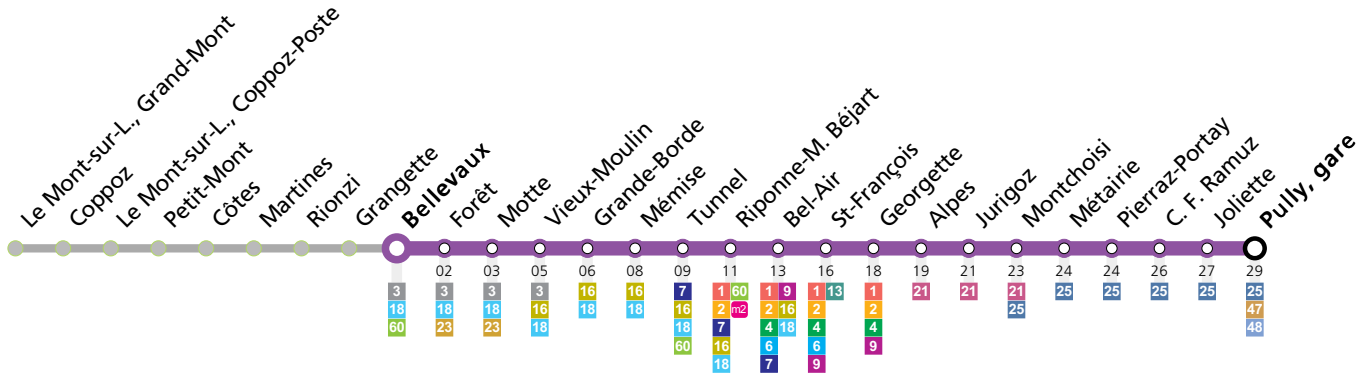 Le Mont-sur-L., Grand-Mont
Coppoz
Le Mont-sur-L., Coppoz-Poste
Petit-Mont
Côtes
Martines
Rionzi
Grangette
Bellevaux
Forêt
Motte
Vieux-Moulin
Grande-Borde
Mémise
Tunnel
Riponne-M. Béjart
Bel-Air
St-François
Georgette
Alpes
Jurigoz
Montchoisi
Métairie
Pierraz-Portay
C. F. Ramuz
Joliette
Pully, gare
02 03 05 06 08 09 11 13 16 18 19 21 23 24 24 26 27 29
3 3 3 3 16 16 7 1 60 1 9 1 13 1 21 21 21 25 25 25 25 25
18 18 18 16 18 18 16 2 m2 2 16 2 2 25 47
60 23 23 18 18 7 4 18 4 4 48
60 16 6 6 9
18 7 9